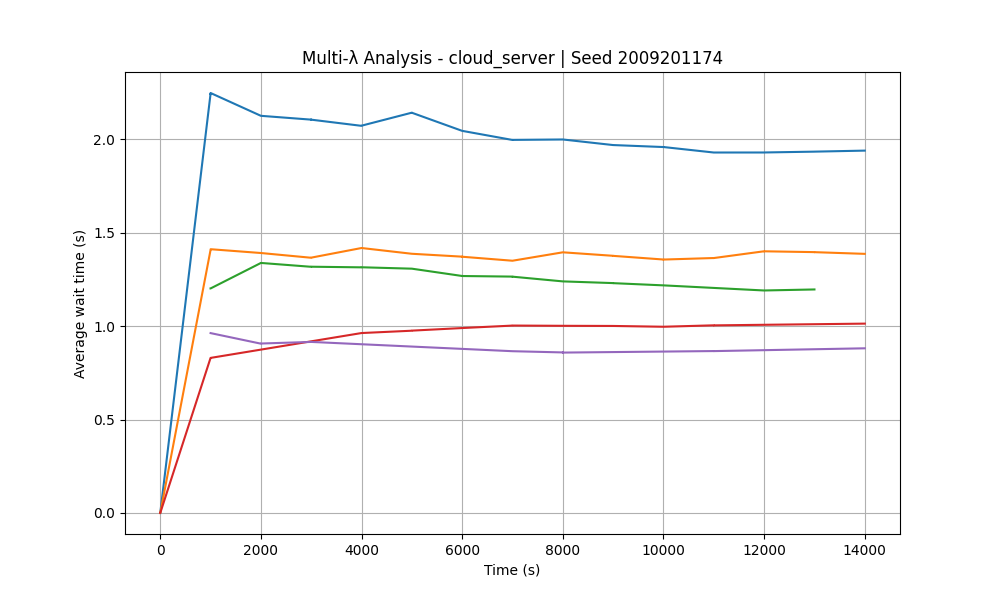 Multi-λ Analysis - cloud_server | Seed 2009201174
Average wait time (s)
2.0
1.5
1.0
0.5
0.0
0 2000 4000 6000 8000 10000 12000 14000
Time (s)